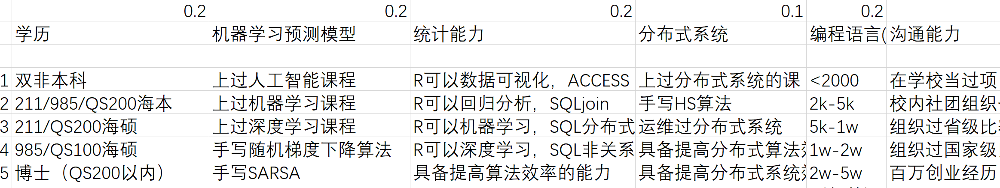 0.2 0.2 0.2 0.1 0.2
学历 机器学习预测模型 统计能力 分布式系统 编程语言( 沟通能力
1 双非本科 上过人工智能课程 R可以数据可视化，ACCESS 上过分布式系统的课 <2000 在学校当过项
2 211/985/QS200海本 上过机器学习课程 R可以回归分析，SQLjoin 手写HS算法 2k-5k 校内社团组织
3 211/QS200海硕 上过深度学习课程 R可以机器学习，SQL分布式 运维过分布式系统 5k-1w 组织过省级比
4 985/QS100海硕 手写随机梯度下降算法 R可以深度学习，SQL非关系 具备提高分布式算法 1w-2w 组织过国家级
5 博士（QS200以内） 手写SARSA 具备提高算法效率的能力 具备提高分布式系统 2w-5w 百万创业经历